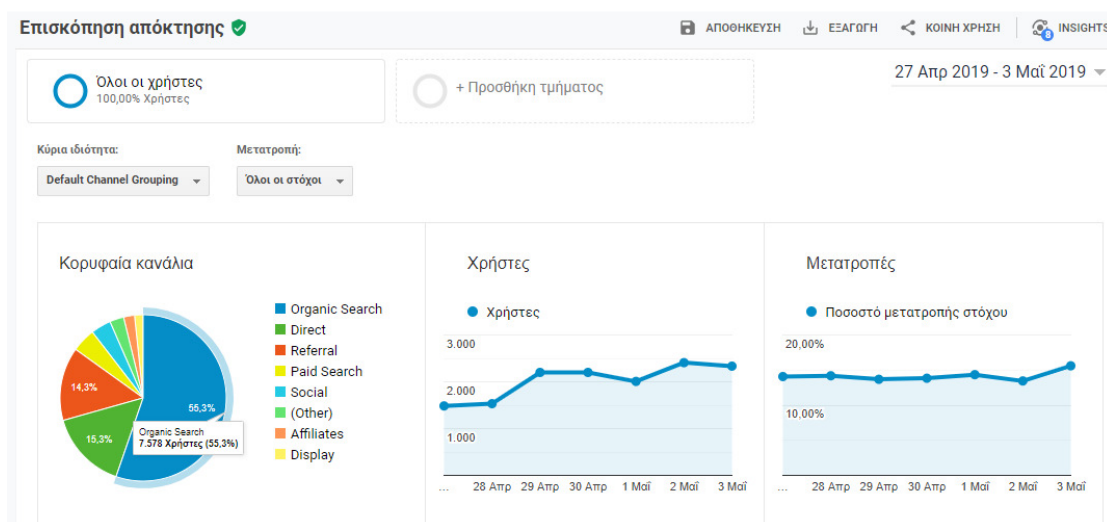 Επισκόπηση απόκτησης
ΑΠΟΘΗΚΕΥΣΗ
ΕΞΑΓΩΓΗ
ΚΟΙΝΗ ΧΡΗΣΗ
8
INSIGHTS
Όλοι οι χρήστες
100,00% Χρήστες
+ Προσθήκη τμήματος
27 Απρ 2019 - 3 Μαΐ 2019
Κύρια ιδιότητα:
Μετατροπή:
Default Channel Grouping
Όλοι οι στόχοι
Κορυφαία κανάλια
Organic Search
Direct
Referral
Paid Search
Social
(Other)
Affiliates
Display
14,3%
55,3%
15,3%
Organic Search
7.578 Χρήστες (55,3%)
Χρήστες
Χρήστες
3.000
2.000
1.000
... 28 Απρ 29 Απρ 30 Απρ 1 Μαΐ 2 Μαΐ 3 Μαΐ
Μετατροπές
Ποσοστό μετατροπής στόχου
20,00%
10,00%
... 28 Απρ 29 Απρ 30 Απρ 1 Μαΐ 2 Μαΐ 3 Μαΐ